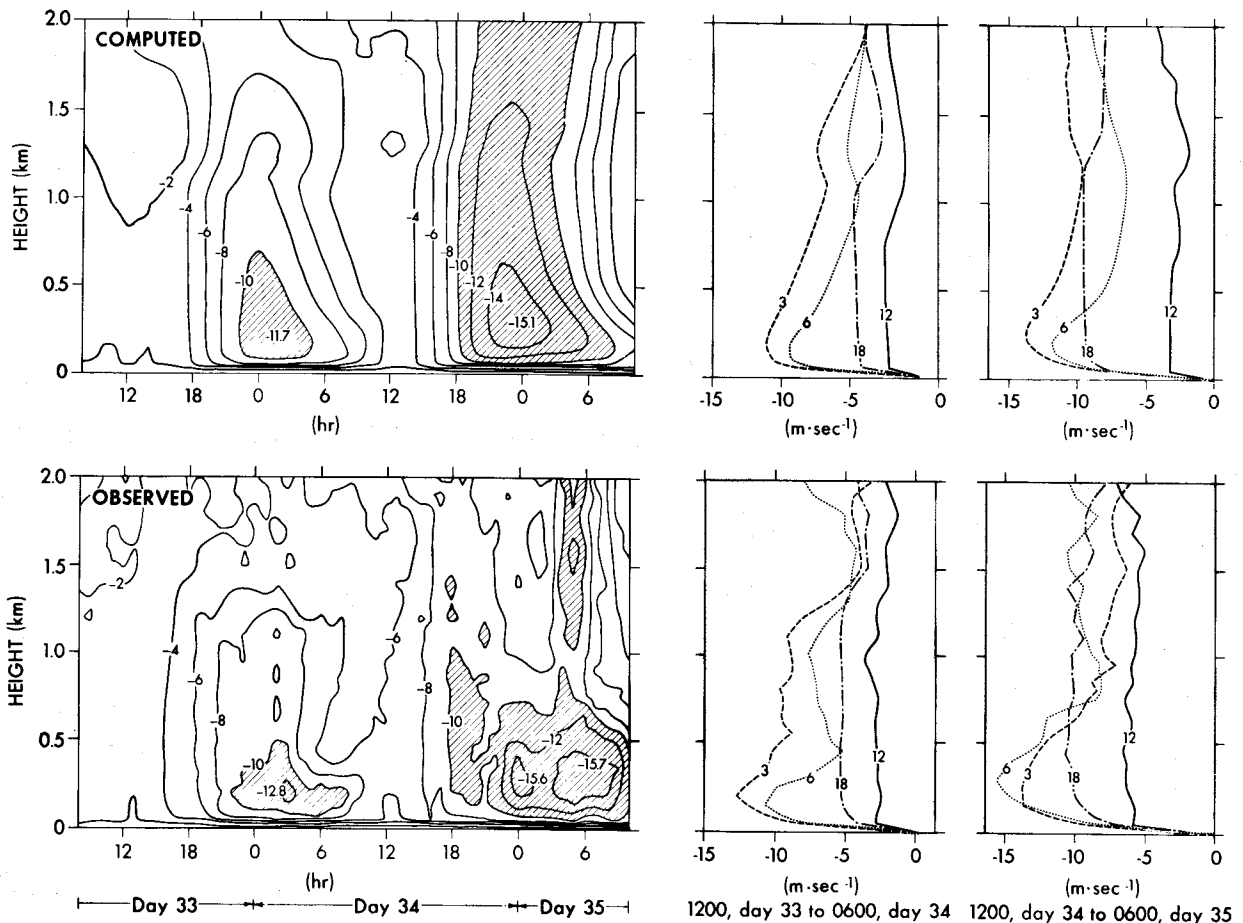 COMPUTED
HEIGHT (km)
2.0
1.5
1.0
0.5
0
-2
-4
-6
-8
-10
-11.7
-4
-6
-8
-10
-12
-14
-15.1
12 18 0 6 12 18 0 6
(hr)
3 6 18 12
-15 -10 -5 0
(m·sec⁻¹)
3 6 18 12
-15 -10 -5 0
(m·sec⁻¹)
OBSERVED
HEIGHT (km)
2.0
1.5
1.0
0.5
0
-2
-4
-6
-8
-10
-12.8
-6
-8
-10
-12
-15.6
-15.7
12 18 0 6 12 18 0 6
(hr)
Day 33 Day 34 Day 35
3 6 18 12
-15 -10 -5 0
(m·sec⁻¹)
1200, day 33 to 0600, day 34
6 3 18 12
-15 -10 -5 0
(m·sec⁻¹)
1200, day 34 to 0600, day 35